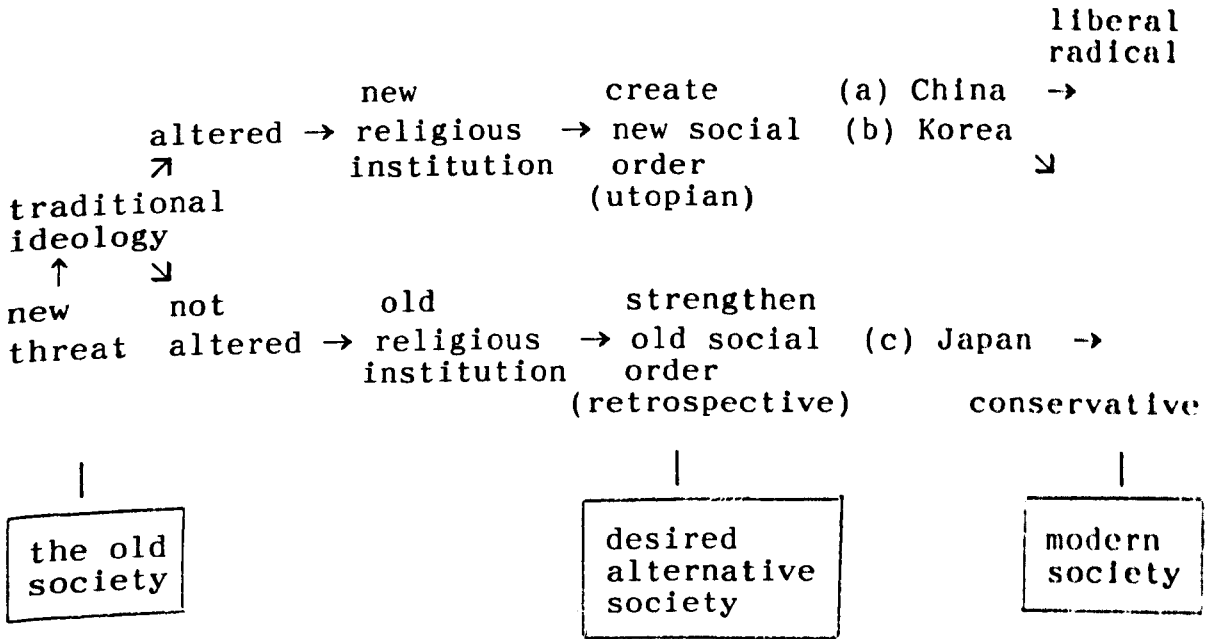 liberal
radical
new create (a) China →
altered → religious → new social (b) Korea
↗ institution order ↘
traditional (utopian)
ideology
↑ ↘
new not old strengthen
threat altered → religious → old social (c) Japan →
institution order
(retrospective) conservative
the old desired modern
society alternative society
society